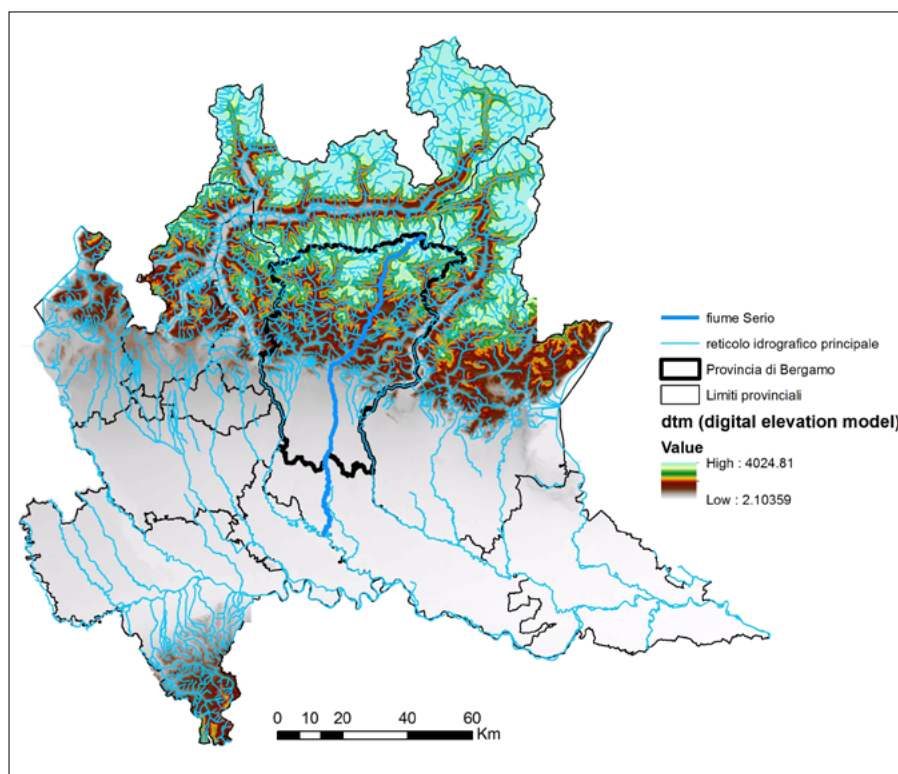 fiume Serio
reticolo idrografico principale
Provincia di Bergamo
Limiti provinciali
dtm (digital elevation model)
Value
High : 4024.81
Low : 2.10359
0 10 20 40 60
Km